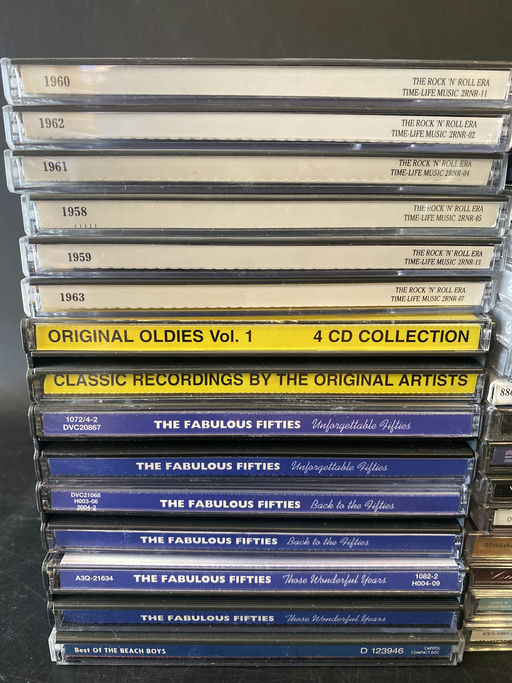 1960
THE ROCK 'N' ROLL ERA
TIME-LIFE MUSIC 2RNR-11
1962
THE ROCK 'N' ROLL ERA
TIME-LIFE MUSIC 2RNR-02
1961
THE ROCK 'N' ROLL ERA
TIME-LIFE MUSIC 2RNR-04
1958
THE ROCK 'N' ROLL ERA
TIME-LIFE MUSIC 2RNR-05
1959
THE ROCK 'N' ROLL ERA
TIME-LIFE MUSIC 2RNR-13
1963
THE ROCK 'N' ROLL ERA
TIME-LIFE MUSIC 2RNR-07
ORIGINAL OLDIES Vol. 1 4 CD COLLECTION
CLASSIC RECORDINGS BY THE ORIGINAL ARTISTS
1072/4-2
DVC20867
THE FABULOUS FIFTIES Unforgettable Fifties
THE FABULOUS FIFTIES Unforgettable Fifties
DVC21068
H003-06
2004-2
THE FABULOUS FIFTIES Back to the Fifties
THE FABULOUS FIFTIES Back to the Fifties
A3Q-21634 THE FABULOUS FIFTIES Those Wonderful Years
1082-2
H004-09
THE FABULOUS FIFTIES Those Wonderful Years
Best Of THE BEACH BOYS D 123946
CAPITOL
COMPACT DISC